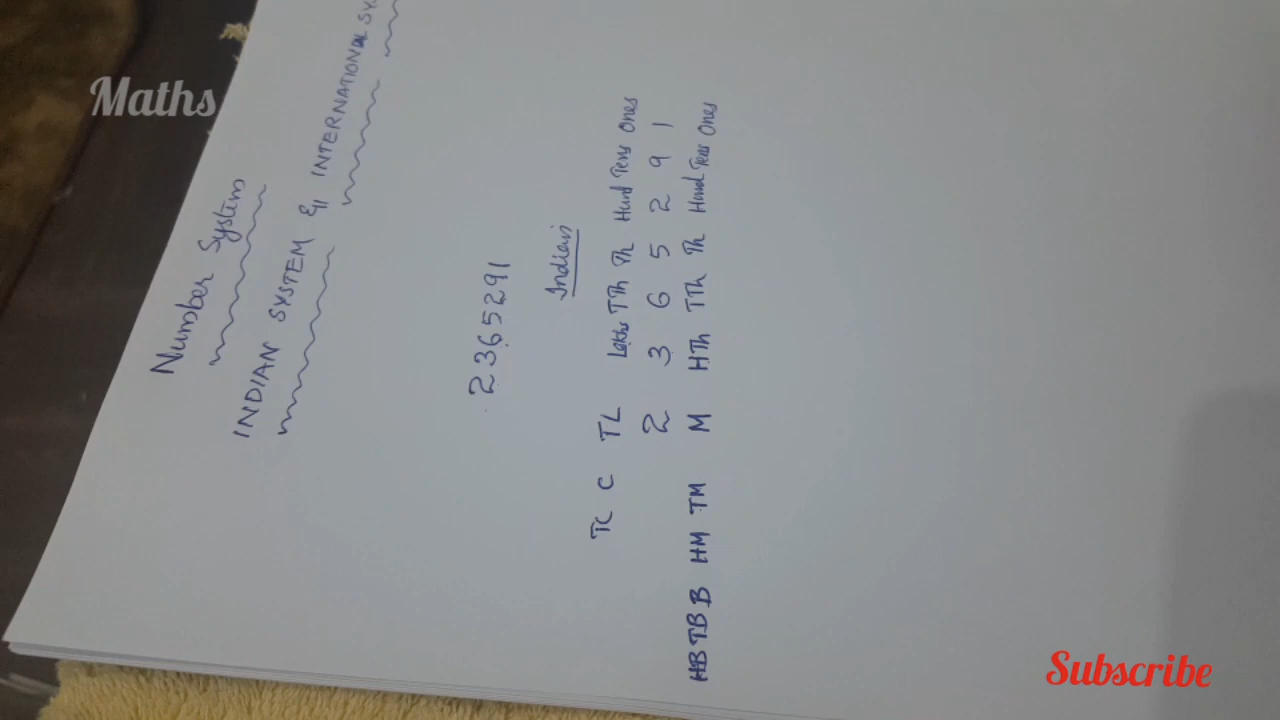 Maths
Number System
INDIAN SYSTEM & INTERNATIONAL SY
2365291
Indian
TC C TL Lakhs TTh Th Hund Tens Ones
2 3 6 5 2 9 1
HB TB B HM TM M HTh TTh Th Hund Tens Ones
Subscribe